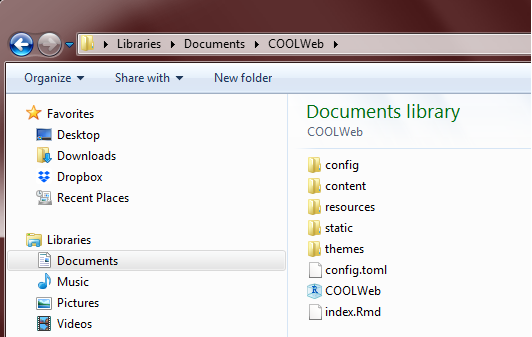 Libraries Documents COOLWeb
Organize Share with New folder
Favorites
Desktop
Downloads
Dropbox
Recent Places
Libraries
Documents
Music
Pictures
Videos
Documents library
COOLWeb
config
content
resources
static
themes
config.toml
COOLWeb
index.Rmd